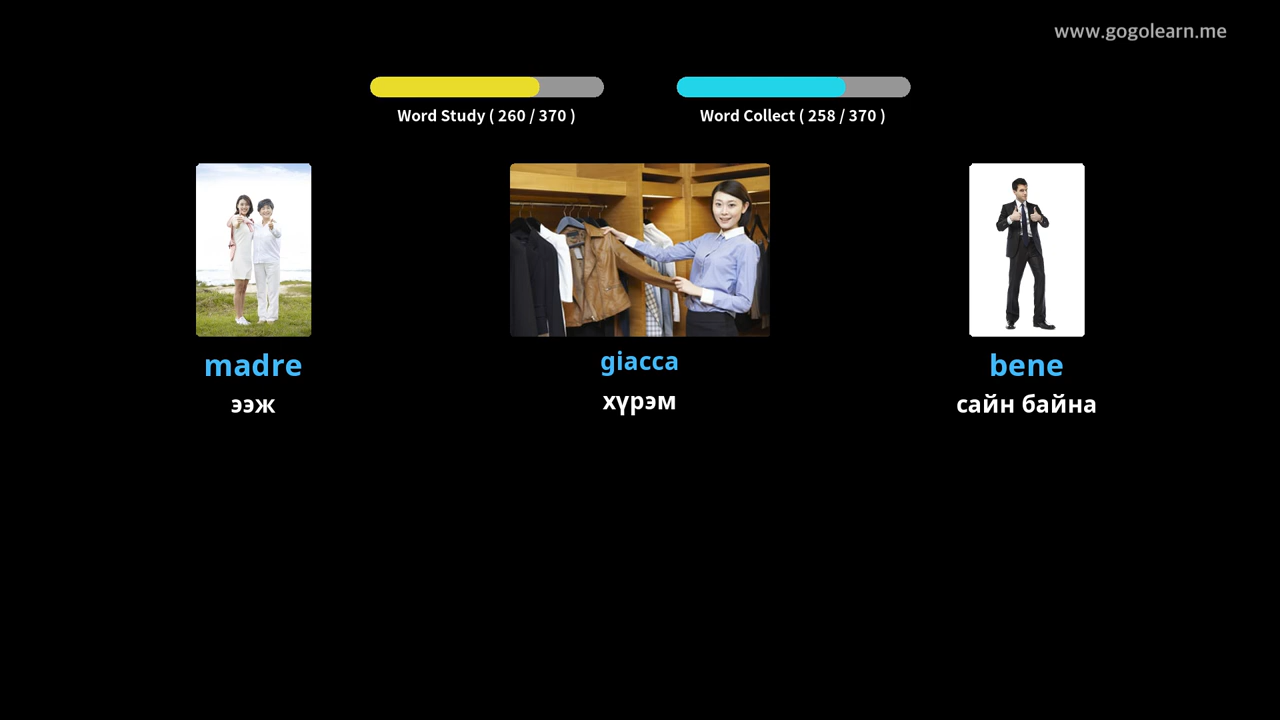 www.gogolearn.me
Word Study ( 260 / 370 )
Word Collect ( 258 / 370 )
madre
ээж
giacca
хүрэм
bene
сайн байна